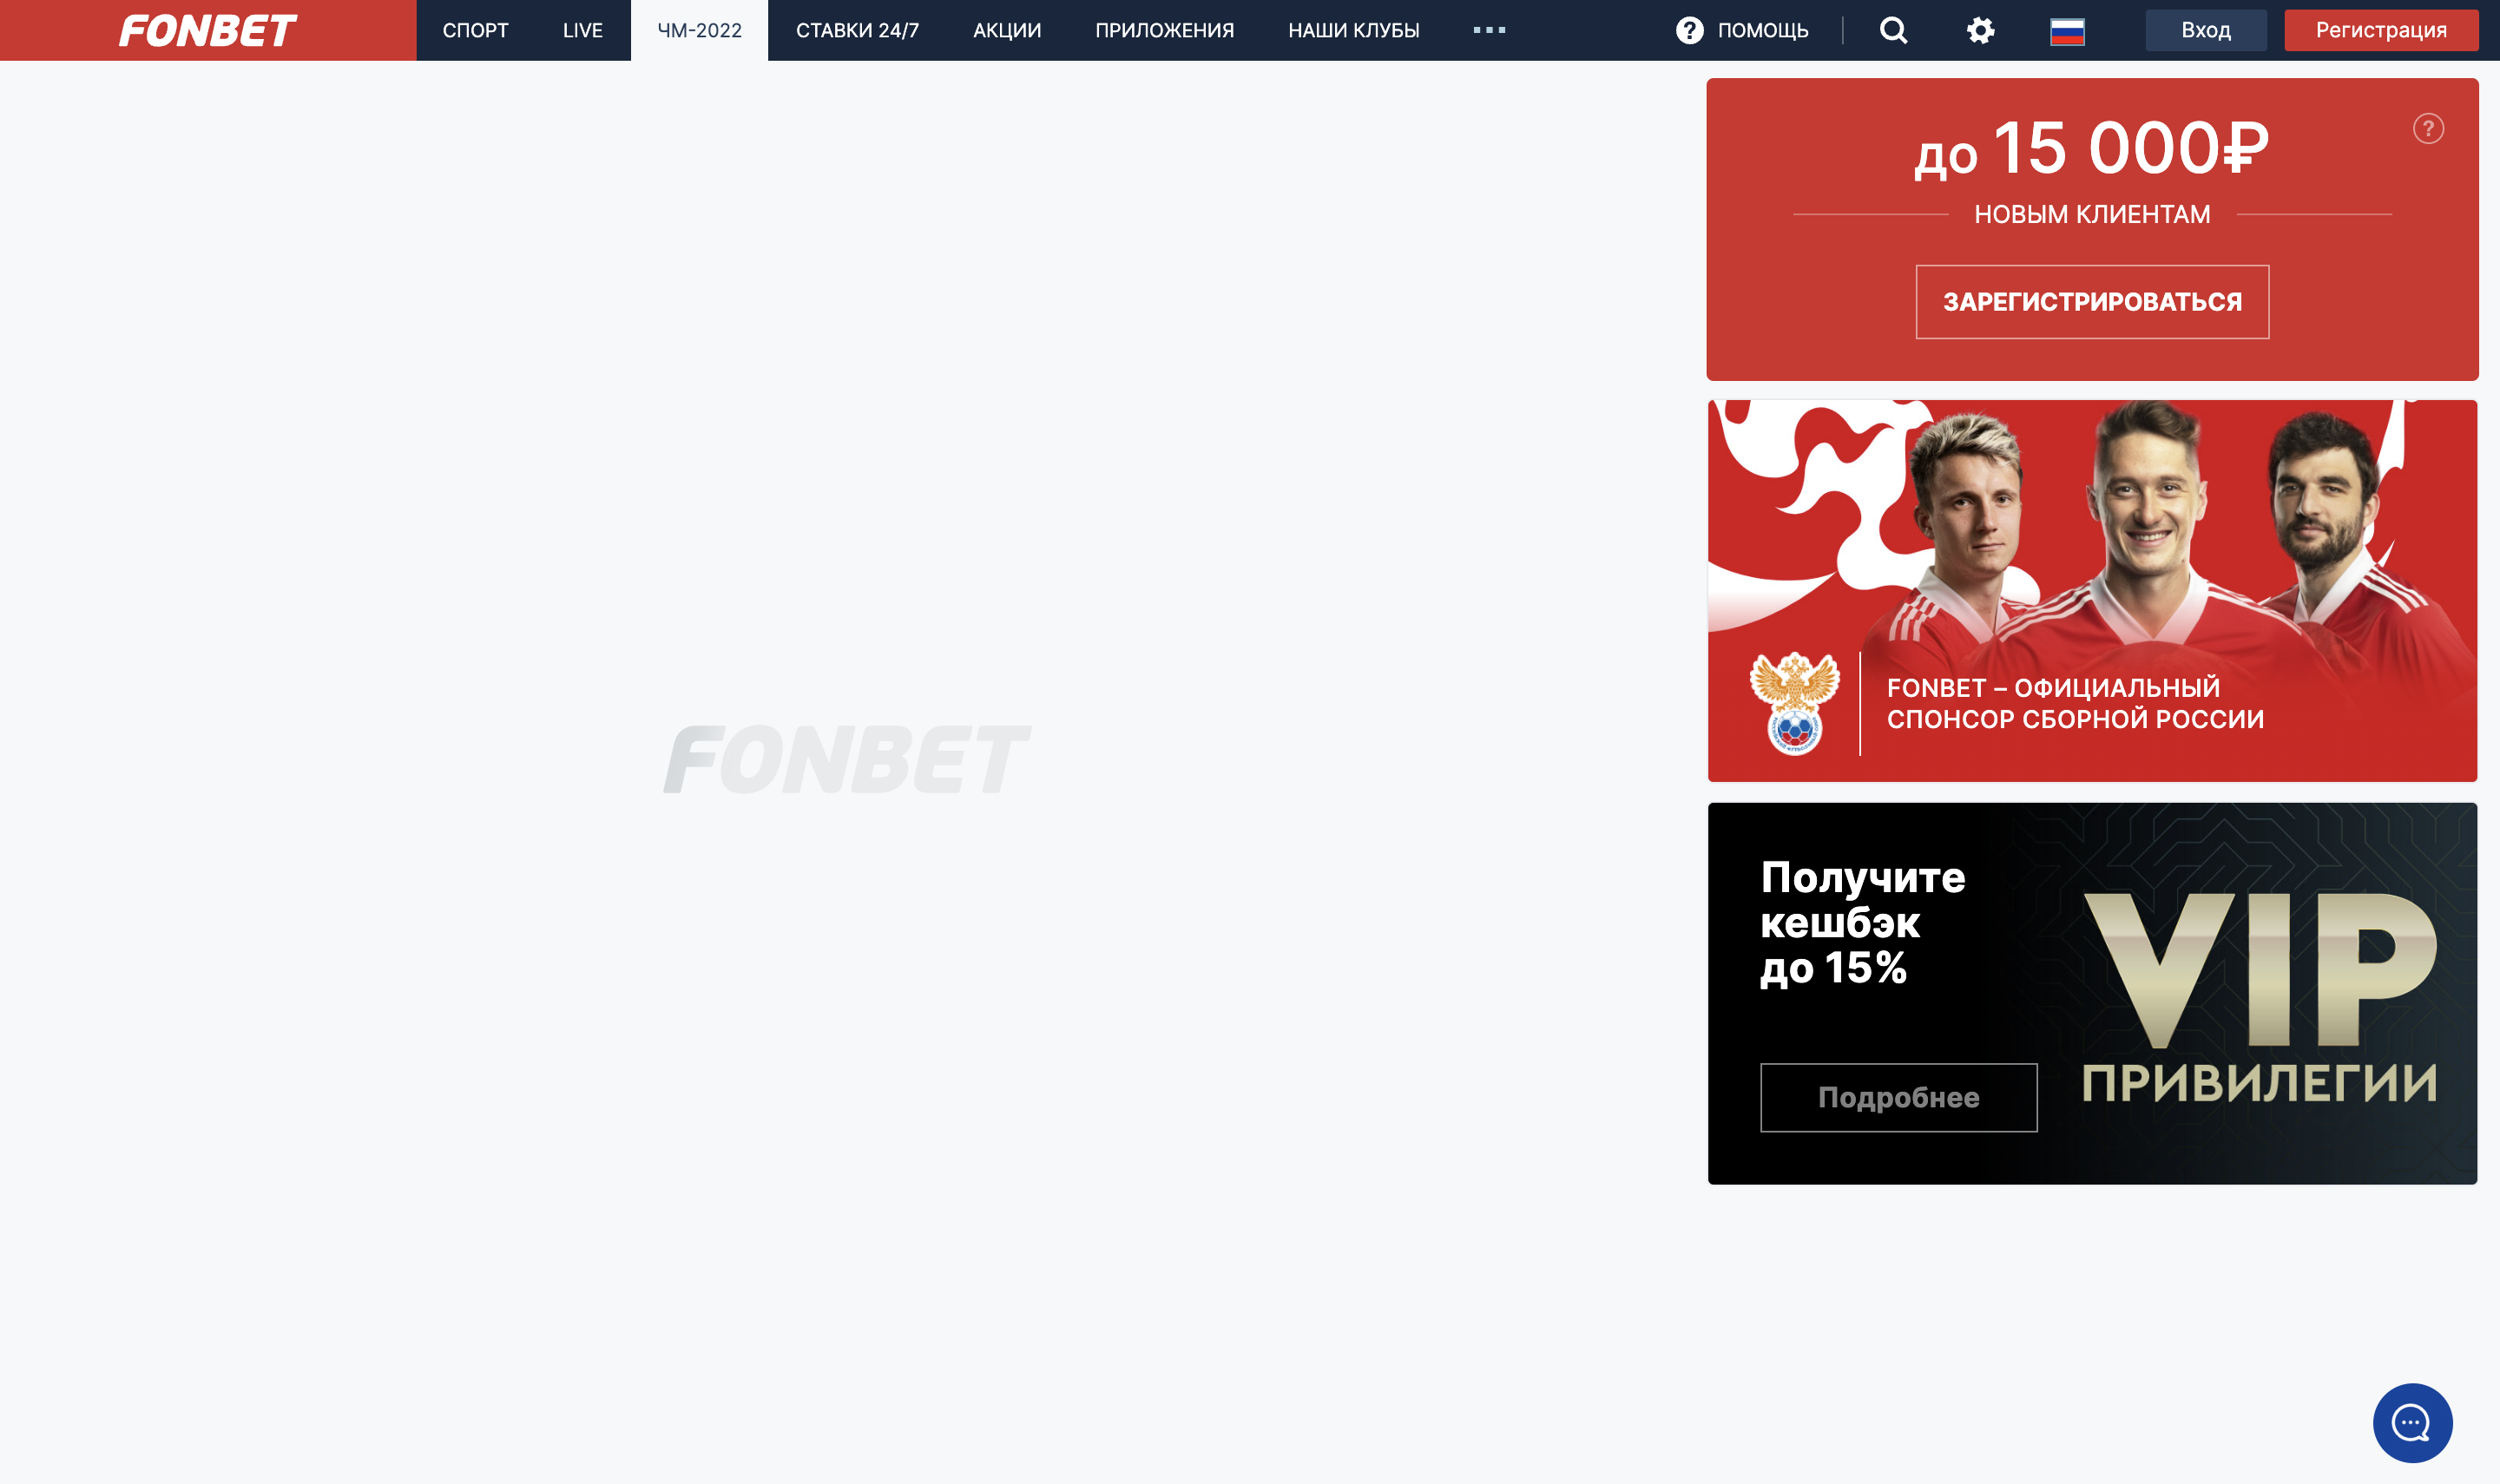 FONBET
СПОРТ
LIVE
ЧМ-2022
СТАВКИ 24/7
АКЦИИ
ПРИЛОЖЕНИЯ
НАШИ КЛУБЫ
ПОМОЩЬ
Вход
Регистрация
до 15 000₽
НОВЫМ КЛИЕНТАМ
ЗАРЕГИСТРИРОВАТЬСЯ
FONBET – ОФИЦИАЛЬНЫЙ
СПОНСОР СБОРНОЙ РОССИИ
FONBET
Получите
кешбэк
до 15%
Подробнее
VIP
ПРИВИЛЕГИИ